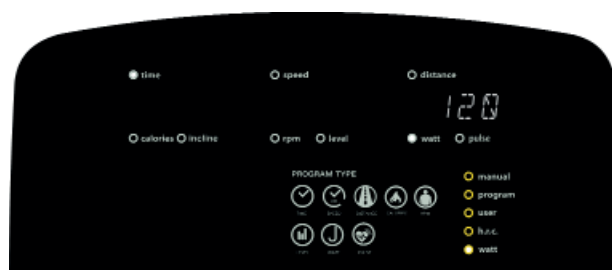 time speed distance
120
calories incline rpm level watt pulse
PROGRAM TYPE
manual
program
user
h.r.c.
watt